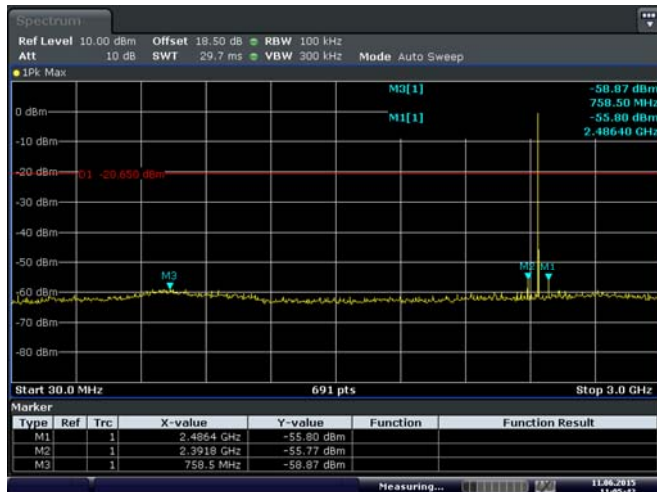 Spectrum
Ref Level 10.00 dBm Offset 18.50 dB RBW 100 kHz
Att 10 dB SWT 29.7 ms VBW 300 kHz Mode Auto Sweep
1Pk Max
M3[1] -58.87 dBm
758.50 MHz
0 dBm
M1[1] -55.80 dBm
2.48640 GHz
-10 dBm
-20 dBm
D1 -20.650 dBm
-30 dBm
-40 dBm
-50 dBm
M3
M2 M1
-60 dBm
-70 dBm
-80 dBm
Start 30.0 MHz 691 pts Stop 3.0 GHz
Marker
Type Ref Trc X-value Y-value Function Function Result
M1 1 2.4864 GHz -55.80 dBm
M2 1 2.3918 GHz -55.77 dBm
M3 1 758.5 MHz -58.87 dBm
Measuring... 11.06.2015